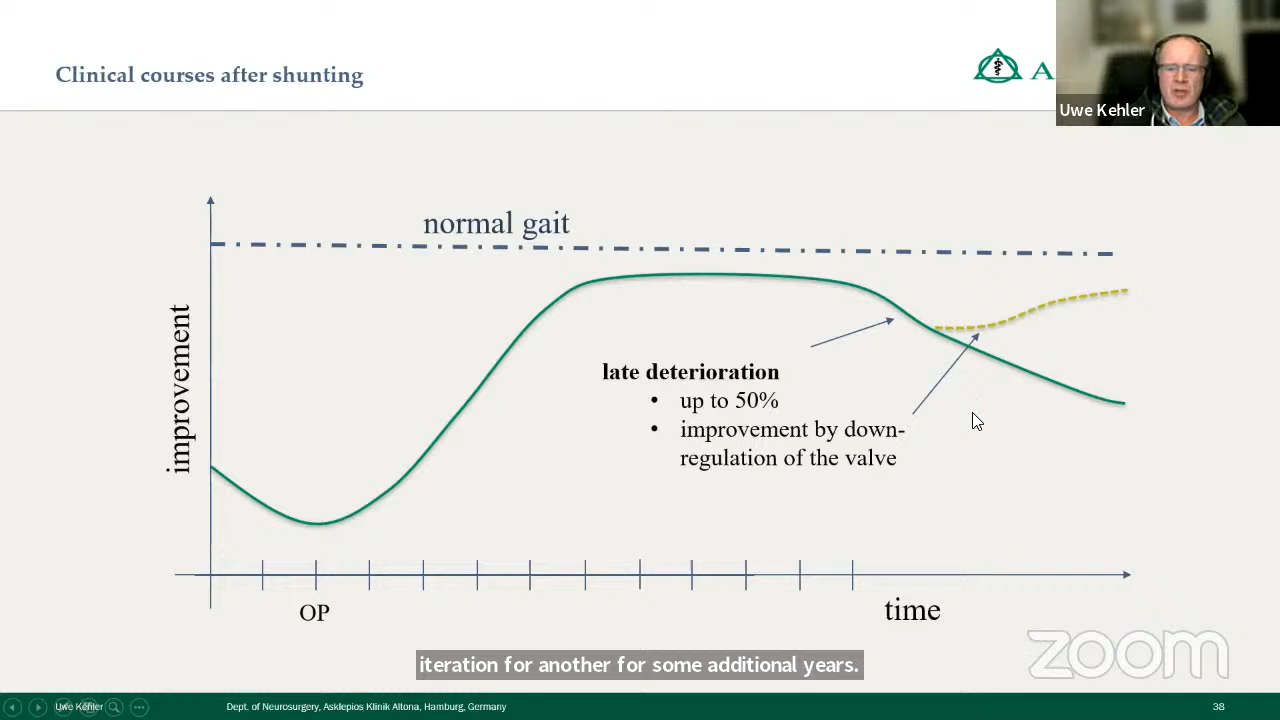 Clinical courses after shunting
A
Uwe Kehler
normal gait
improvement
late deterioration
• up to 50%
• improvement by down-
regulation of the valve
OP
time
zoom
iteration for another for some additional years.
Uwe Kehler
Dept. of Neurosurgery, Asklepios Klinik Altona, Hamburg, Germany
38